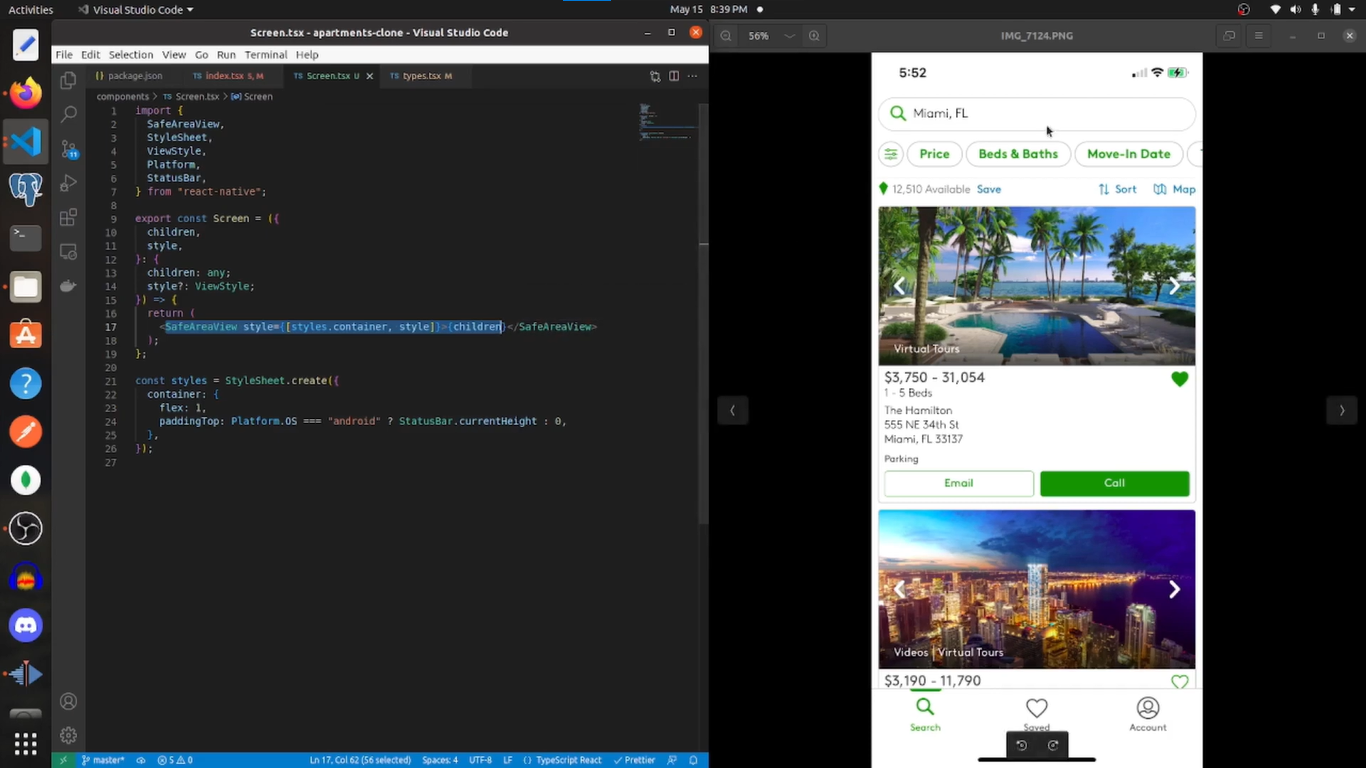 Activities
Visual Studio Code
May 15 8:39 PM
Screen.tsx - apartments-clone - Visual Studio Code
File Edit Selection View Go Run Terminal Help
package.json
index.tsx 5, M
Screen.tsx U
types.tsx M
components > Screen.tsx > Screen
1 import {
2 SafeAreaView,
3 StyleSheet,
4 ViewStyle,
5 Platform,
6 StatusBar,
7 } from "react-native";
8
9 export const Screen = ({
10 children,
11 style,
12 }: {
13 children: any;
14 style?: ViewStyle;
15 }) => {
16 return (
17 <SafeAreaView style={[styles.container, style]}>{children}</SafeAreaView>
18 );
19 };
20
21 const styles = StyleSheet.create({
22 container: {
23 flex: 1,
24 paddingTop: Platform.OS === "android" ? StatusBar.currentHeight : 0,
25 },
26 });
27
11
master*
5 0
Ln 17, Col 62 (56 selected)
Spaces: 4
UTF-8
LF
{} TypeScript React
Prettier
56%
IMG_7124.PNG
5:52
Miami, FL
Price
Beds & Baths
Move-In Date
12,510 Available Save
Sort
Map
Virtual Tours
$3,750 - 31,054
1 - 5 Beds
The Hamilton
555 NE 34th St
Miami, FL 33137
Parking
Email
Call
Videos | Virtual Tours
$3,190 - 11,790
Search
Saved
Account